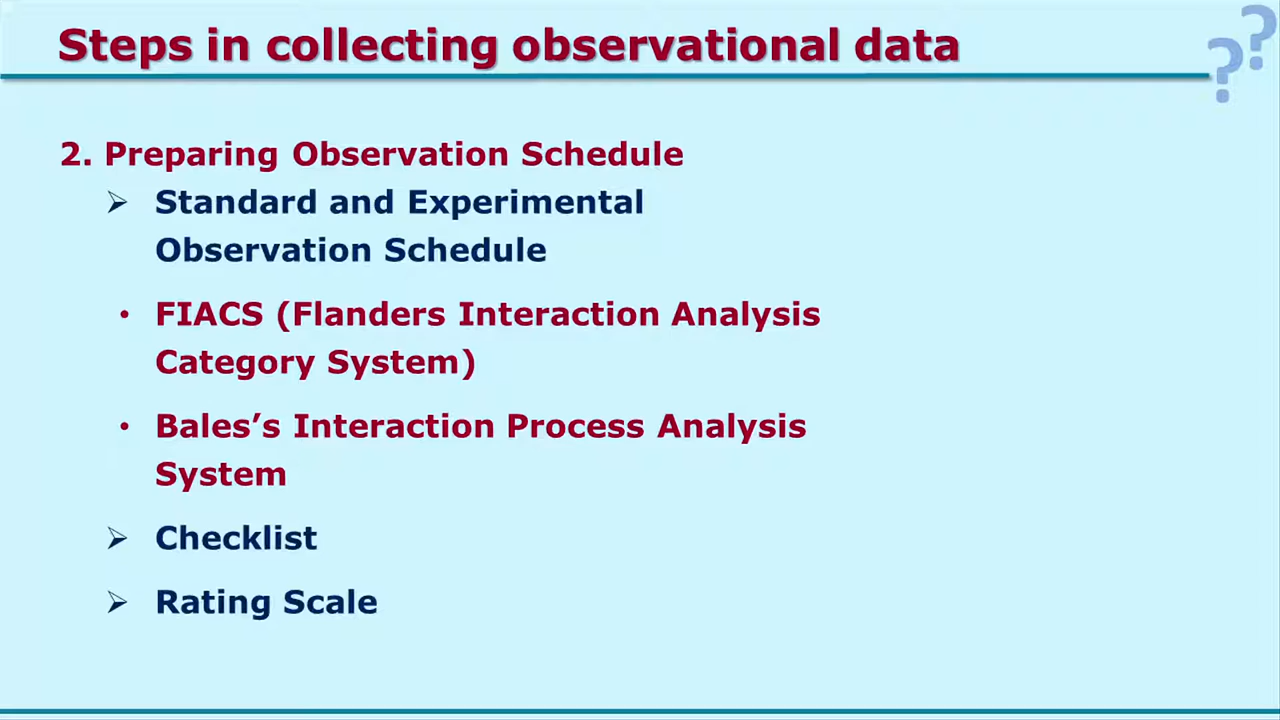 Steps in collecting observational data
??
2. Preparing Observation Schedule
➢ Standard and Experimental
Observation Schedule
• FIACS (Flanders Interaction Analysis
Category System)
• Bales’s Interaction Process Analysis
System
➢ Checklist
➢ Rating Scale